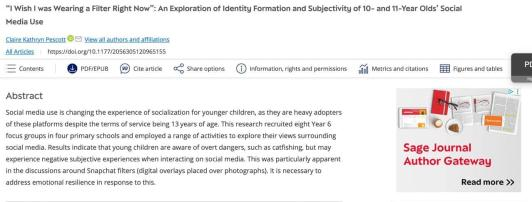 "I Wish I was Wearing a Filter Right Now": An Exploration of Identity Formation and Subjectivity of 10- and 11-Year Olds' Social
Media Use
Claire Kathryn Pescott View all authors and affiliations
All Articles https://doi.org/10.1177/2056305120965155
Contents PDF/EPUB Cite article Share options Information, rights and permissions Metrics and citations Figures and tables PD
Abstract
Social media use is changing the experience of socialization for younger children, as they are heavy adopters
of these platforms despite the terms of service being 13 years of age. This research recruited eight Year 6
focus groups in four primary schools and employed a range of activities to explore their views surrounding
social media. Results indicate that young children are aware of overt dangers, such as catfishing, but may
experience negative subjective experiences when interacting on social media. This was particularly apparent
in the discussions around Snapchat filters (digital overlays placed over photographs). It is necessary to
address emotional resilience in response to this.
Sage Journal
Author Gateway
Read more >>